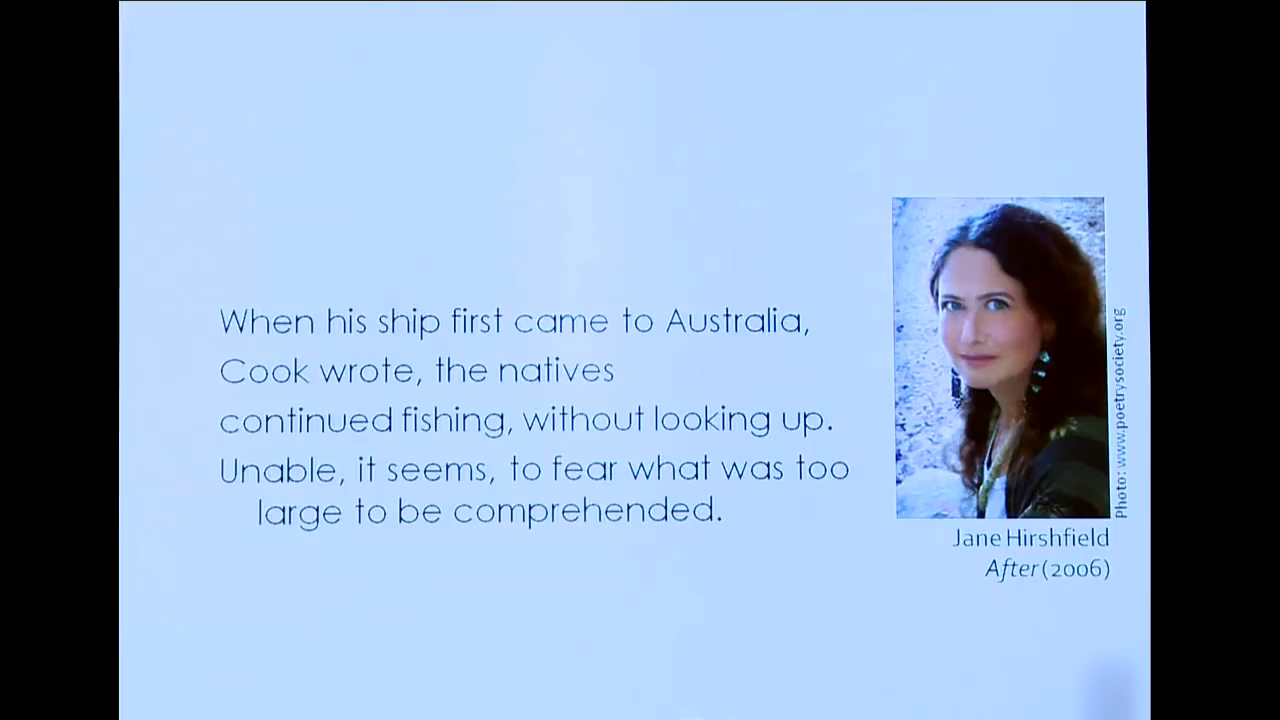 When his ship first came to Australia,
Cook wrote, the natives
continued fishing, without looking up.
Unable, it seems, to fear what was too
large to be comprehended.
Photo: www.poetrysociety.org
Jane Hirshfield
After (2006)